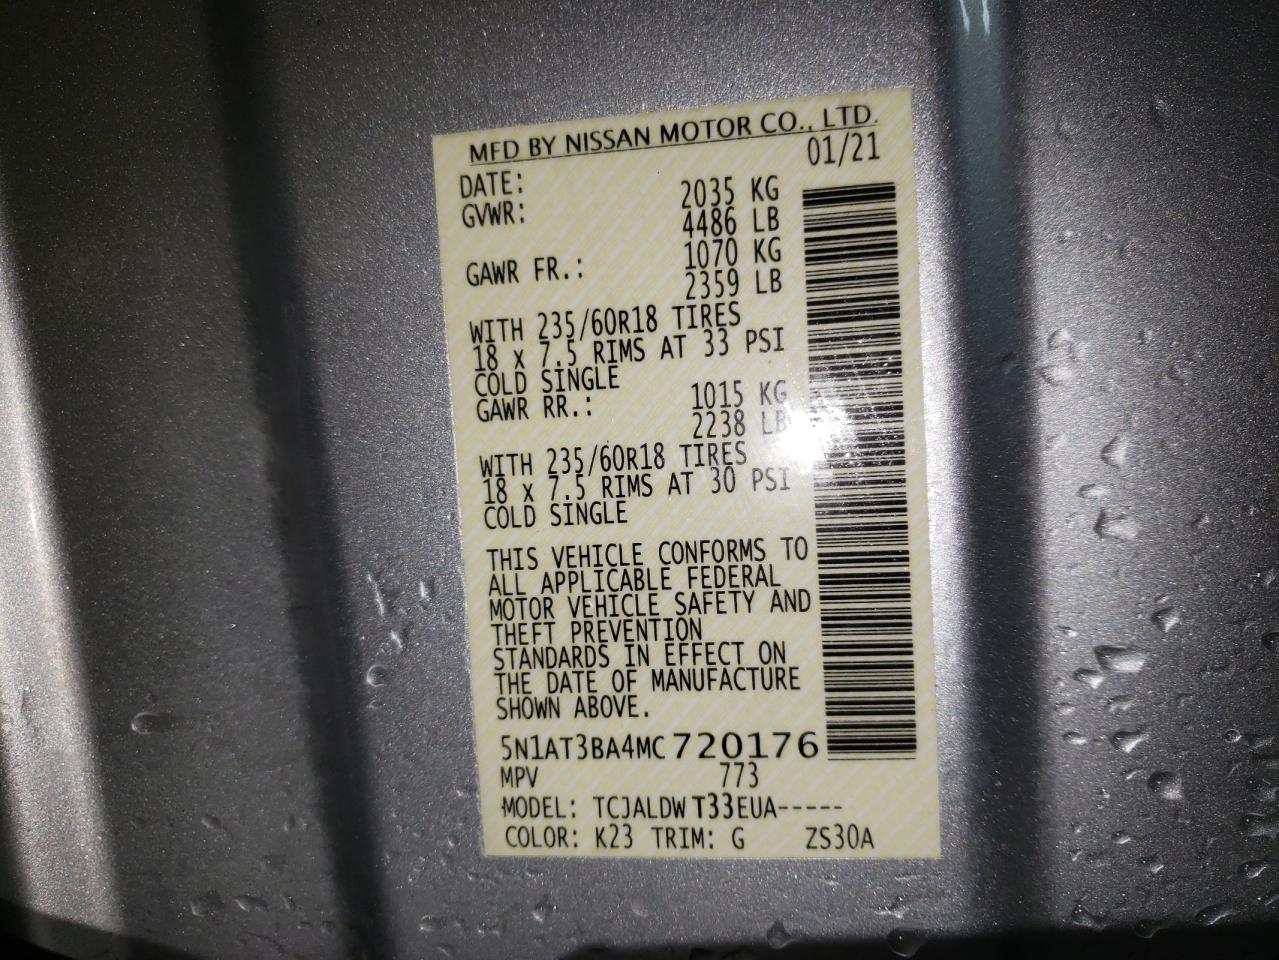 MFD BY NISSAN MOTOR CO., LTD.
DATE: 01/21
GVWR: 2035 KG
4486 LB
GAWR FR.: 1070 KG
2359 LB
WITH 235/60R18 TIRES
18 x 7.5 RIMS AT 33 PSI
COLD SINGLE
GAWR RR.: 1015 KG
2238 LB
WITH 235/60R18 TIRES
18 x 7.5 RIMS AT 30 PSI
COLD SINGLE
THIS VEHICLE CONFORMS TO
ALL APPLICABLE FEDERAL
MOTOR VEHICLE SAFETY AND
THEFT PREVENTION
STANDARDS IN EFFECT ON
THE DATE OF MANUFACTURE
SHOWN ABOVE.
5N1AT3BA4MC720176
MPV 773
MODEL: TCJALDW T33EUA-----
COLOR: K23 TRIM: G ZS30A